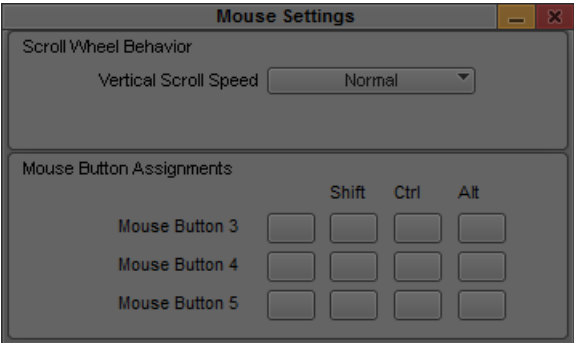 Mouse Settings
Scroll Wheel Behavior
Vertical Scroll Speed Normal
Mouse Button Assignments
Shift Ctrl Alt
Mouse Button 3
Mouse Button 4
Mouse Button 5